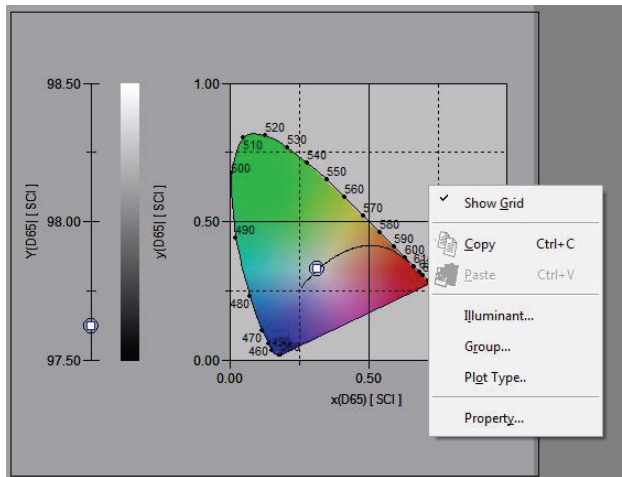 98.50
98.00
97.50
Y(D65)[ SCI ]
y(D65)[ SCI ]
1.00
0.50
0.00
0.00
0.50
x(D65) [ SCI ]
520
510
530
540
500
550
560
570
580
490
590
600
480
470
460
Show Grid
Copy Ctrl+C
Paste Ctrl+V
Illuminant...
Group...
Plot Type..
Property...